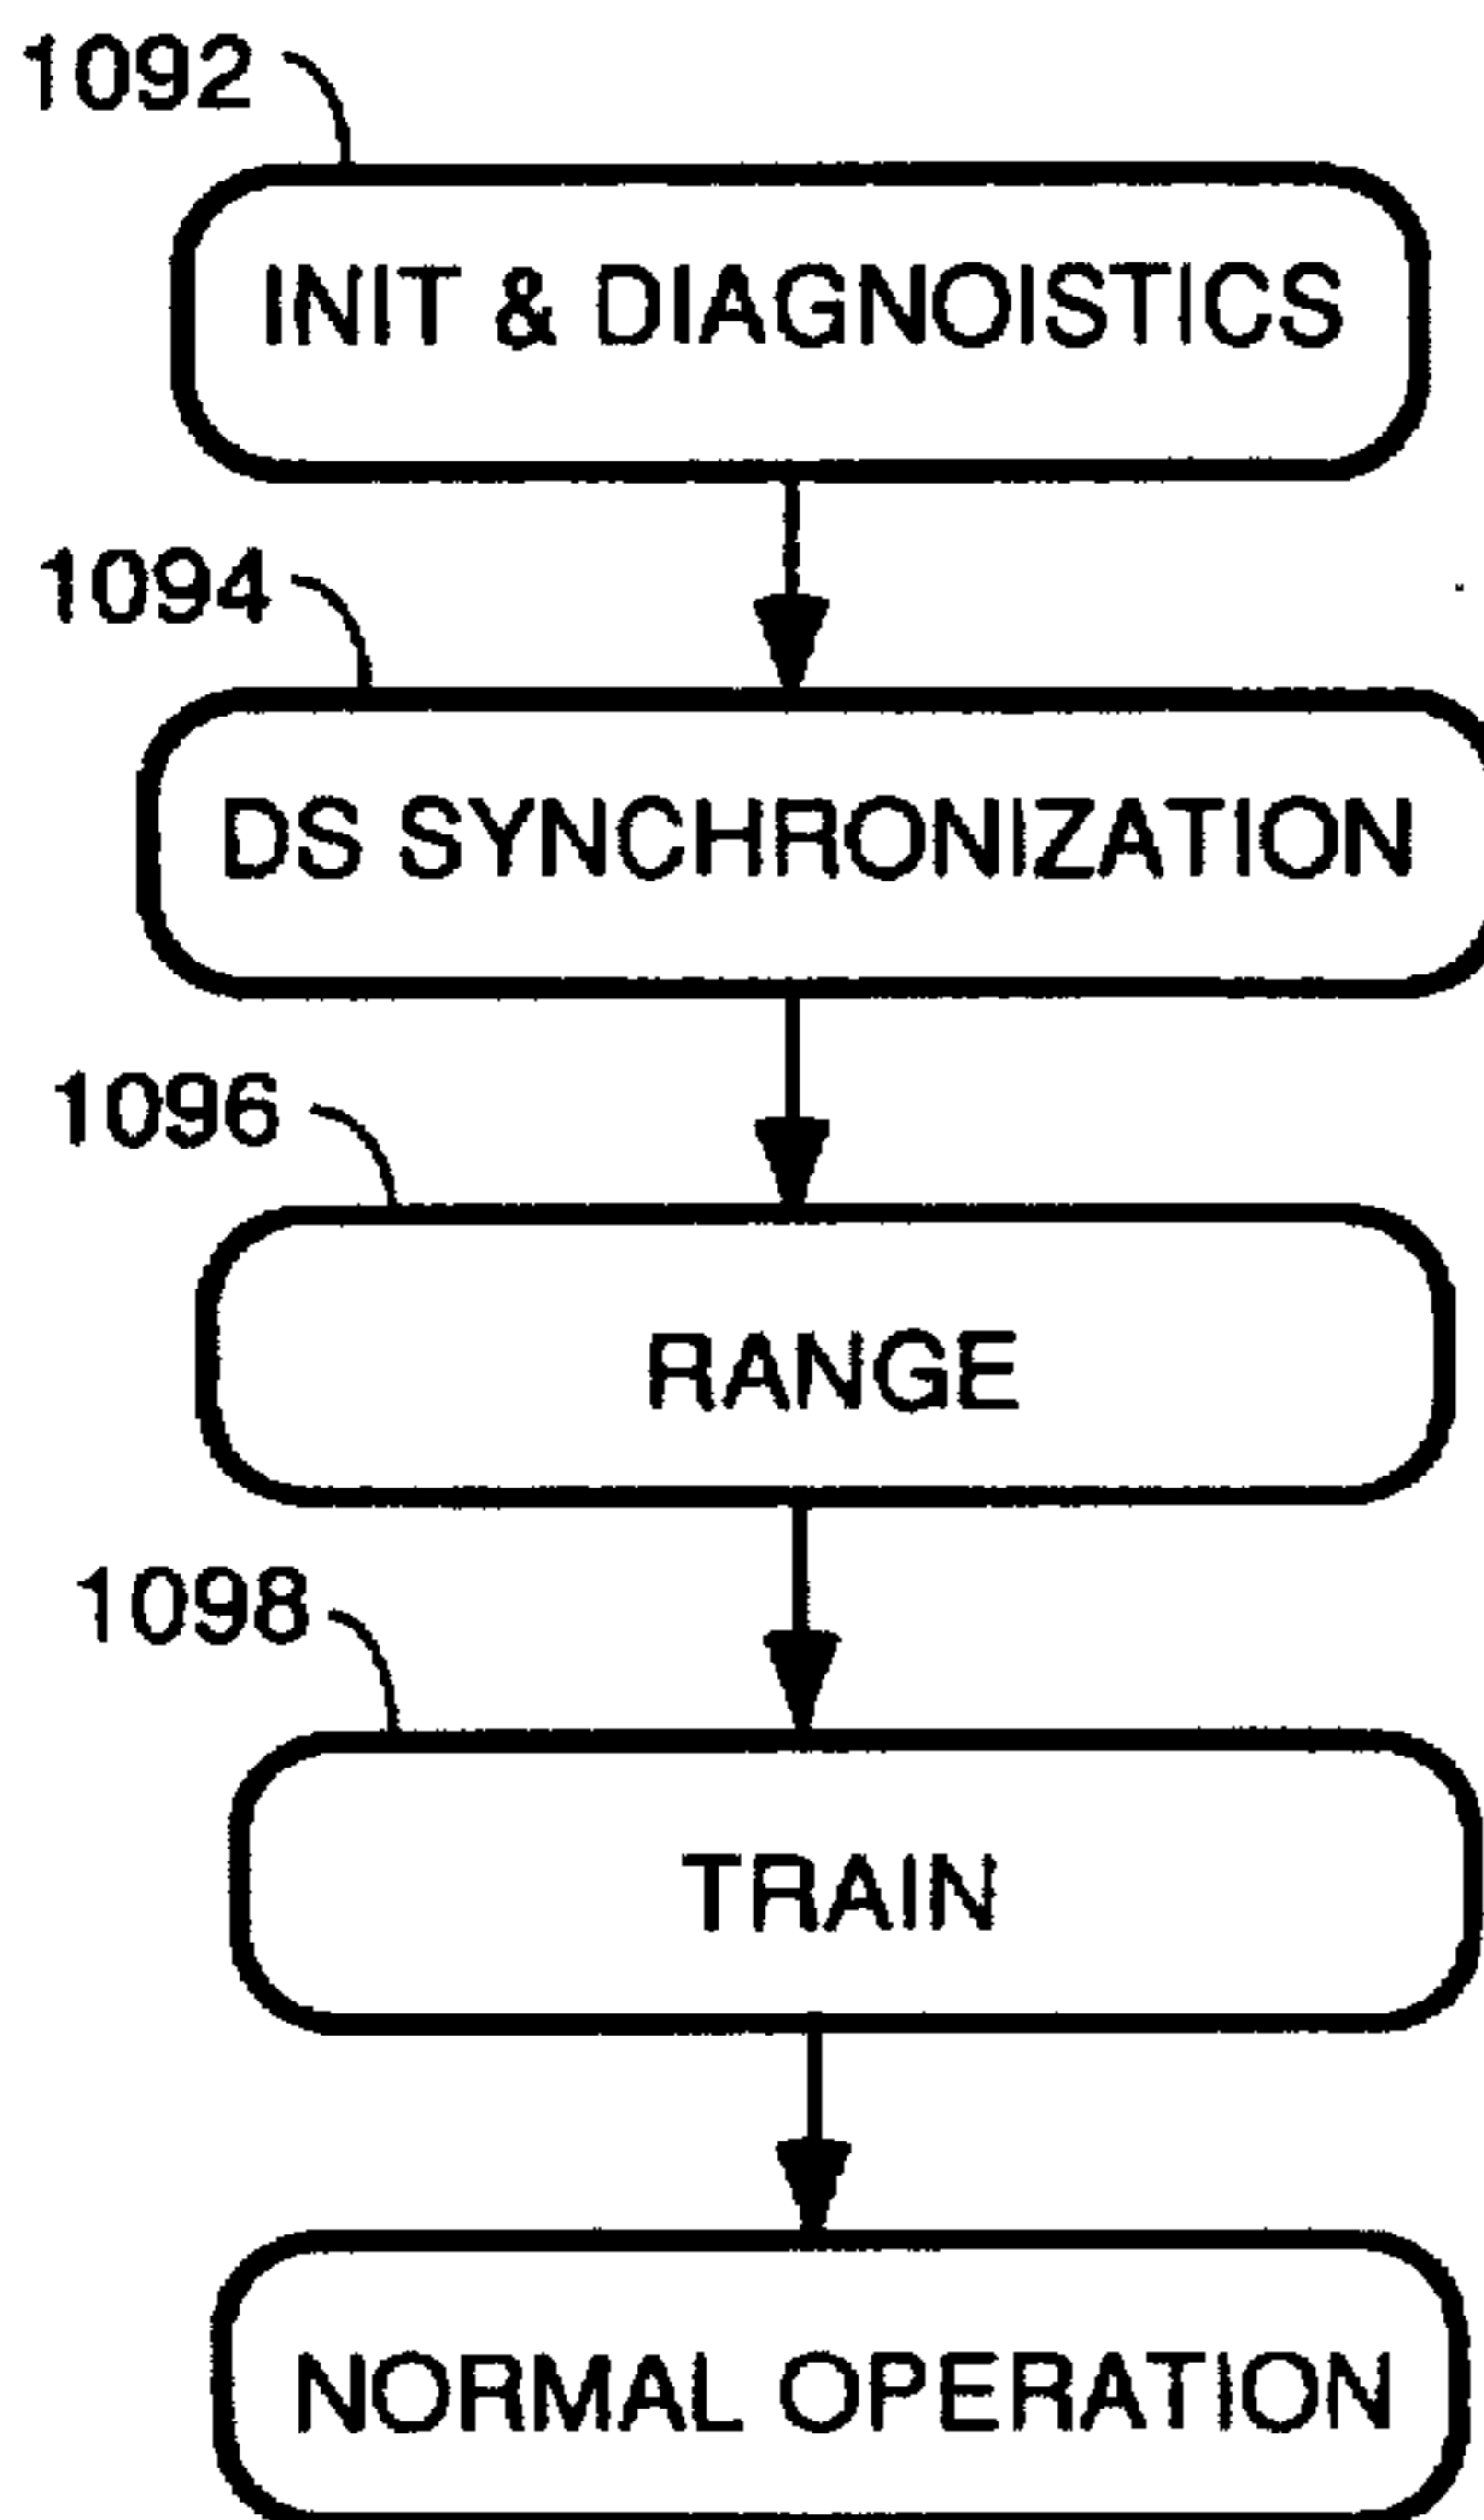 1092
INIT & DIAGNOISTICS
1094
DS SYNCHRONIZATION
1096
RANGE
1098
TRAIN
NORMAL OPERATION